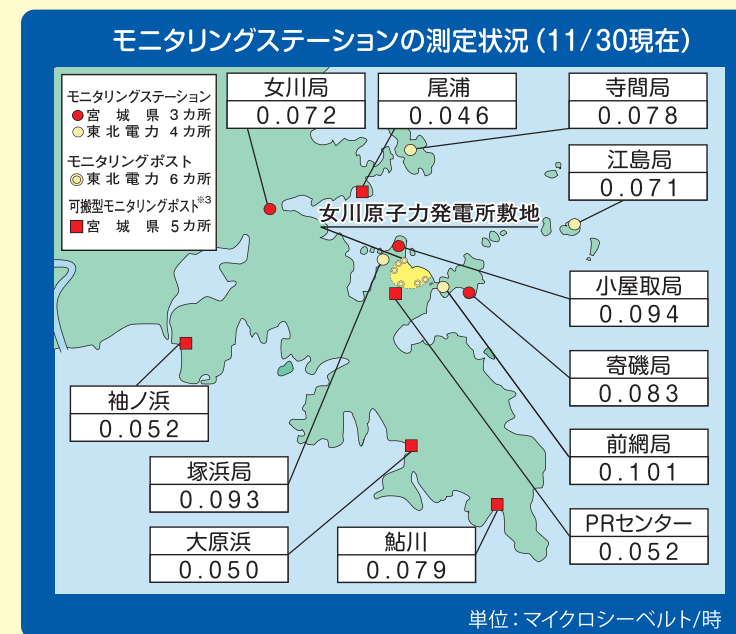 モニタリングステーションの測定状況（11/30現在）
モニタリングステーション
宮城県 3カ所
東北電力 4カ所
モニタリングポスト
東北電力 6カ所
可搬型モニタリングポスト※3
宮城県 5カ所
女川局
0.072
尾浦
0.046
寺間局
0.078
江島局
0.071
女川原子力発電所敷地
小屋取局
0.094
寄磯局
0.083
袖ノ浜
0.052
前網局
0.101
塚浜局
0.093
PRセンター
0.052
大原浜
0.050
鮎川
0.079
単位：マイクロシーベルト/時